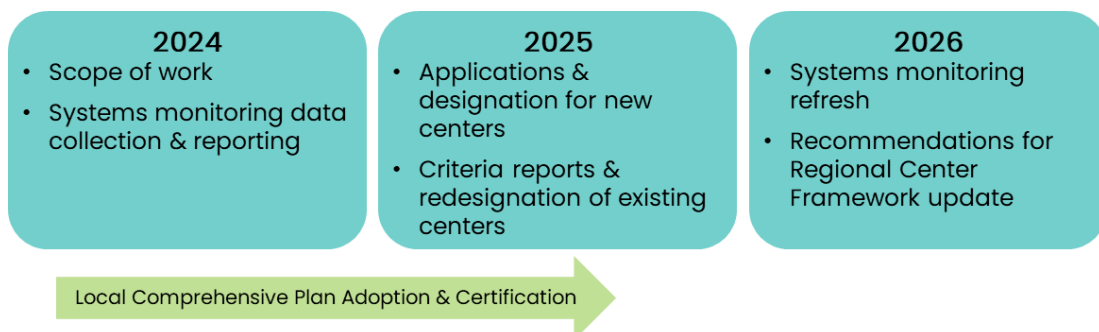 2024
• Scope of work
• Systems monitoring data
collection & reporting
2025
• Applications &
designation for new
centers
• Criteria reports &
redesignation of existing
centers
2026
• Systems monitoring
refresh
• Recommendations for
Regional Center
Framework update
Local Comprehensive Plan Adoption & Certification